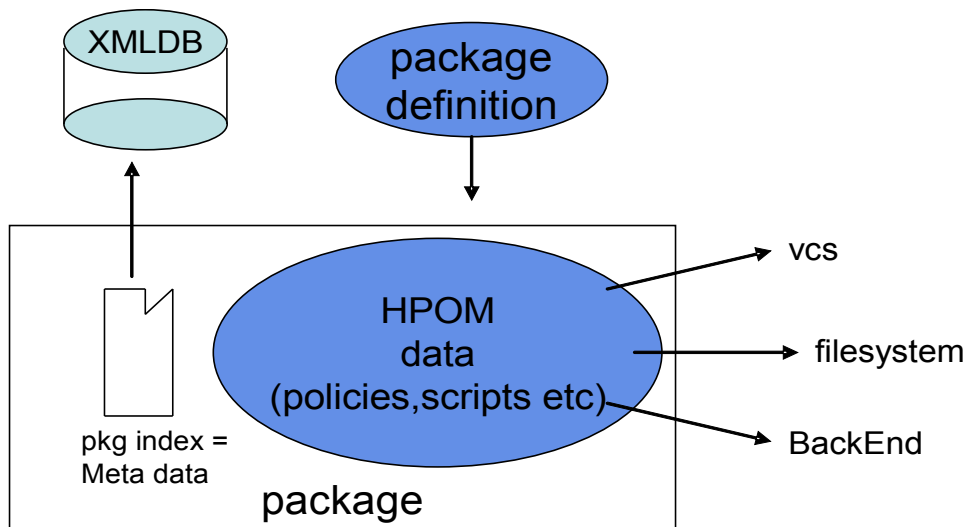 XMLDB
package
definition
HPOM
data
(policies,scripts etc)
vcs
filesystem
BackEnd
pkg index =
Meta data
package